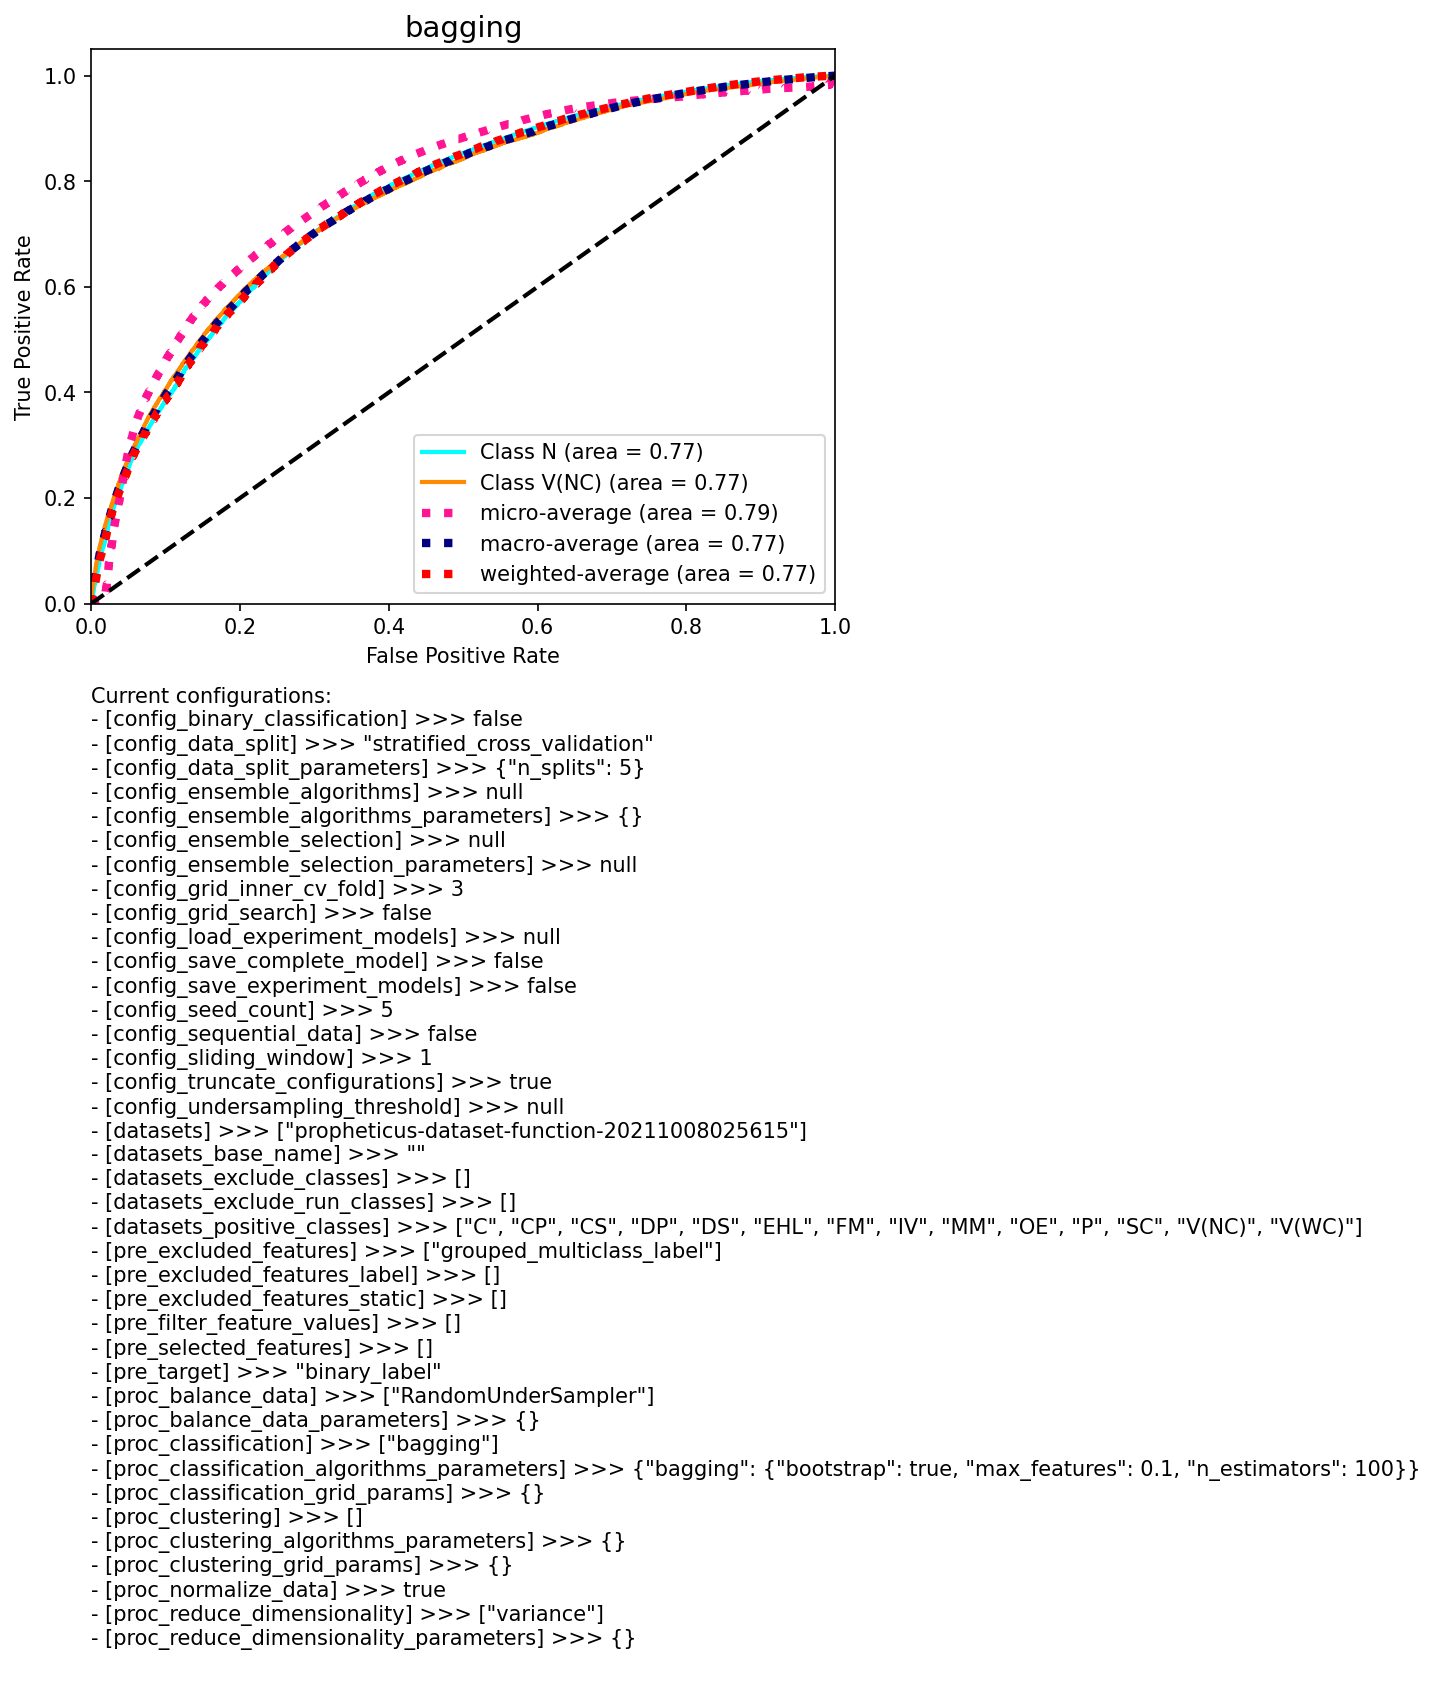 bagging
1.0
0.8
0.6
0.4
0.2
0.0
True Positive Rate
Class N (area = 0.77)
Class V(NC) (area = 0.77)
micro-average (area = 0.79)
macro-average (area = 0.77)
weighted-average (area = 0.77)
0.0 0.2 0.4 0.6 0.8 1.0
False Positive Rate
Current configurations:
- [config_binary_classification] >>> false
- [config_data_split] >>> "stratified_cross_validation"
- [config_data_split_parameters] >>> {"n_splits": 5}
- [config_ensemble_algorithms] >>> null
- [config_ensemble_algorithms_parameters] >>> {}
- [config_ensemble_selection] >>> null
- [config_ensemble_selection_parameters] >>> null
- [config_grid_inner_cv_fold] >>> 3
- [config_grid_search] >>> false
- [config_load_experiment_models] >>> null
- [config_save_complete_model] >>> false
- [config_save_experiment_models] >>> false
- [config_seed_count] >>> 5
- [config_sequential_data] >>> false
- [config_sliding_window] >>> 1
- [config_truncate_configurations] >>> true
- [config_undersampling_threshold] >>> null
- [datasets] >>> ["propheticus-dataset-function-20211008025615"]
- [datasets_base_name] >>> ""
- [datasets_exclude_classes] >>> []
- [datasets_exclude_run_classes] >>> []
- [datasets_positive_classes] >>> ["C", "CP", "CS", "DP", "DS", "EHL", "FM", "IV", "MM", "OE", "P", "SC", "V(NC)", "V(WC)"]
- [pre_excluded_features] >>> ["grouped_multiclass_label"]
- [pre_excluded_features_label] >>> []
- [pre_excluded_features_static] >>> []
- [pre_filter_feature_values] >>> []
- [pre_selected_features] >>> []
- [pre_target] >>> "binary_label"
- [proc_balance_data] >>> ["RandomUnderSampler"]
- [proc_balance_data_parameters] >>> {}
- [proc_classification] >>> ["bagging"]
- [proc_classification_algorithms_parameters] >>> {"bagging": {"bootstrap": true, "max_features": 0.1, "n_estimators": 100}}
- [proc_classification_grid_params] >>> {}
- [proc_clustering] >>> []
- [proc_clustering_algorithms_parameters] >>> {}
- [proc_clustering_grid_params] >>> {}
- [proc_normalize_data] >>> true
- [proc_reduce_dimensionality] >>> ["variance"]
- [proc_reduce_dimensionality_parameters] >>> {}